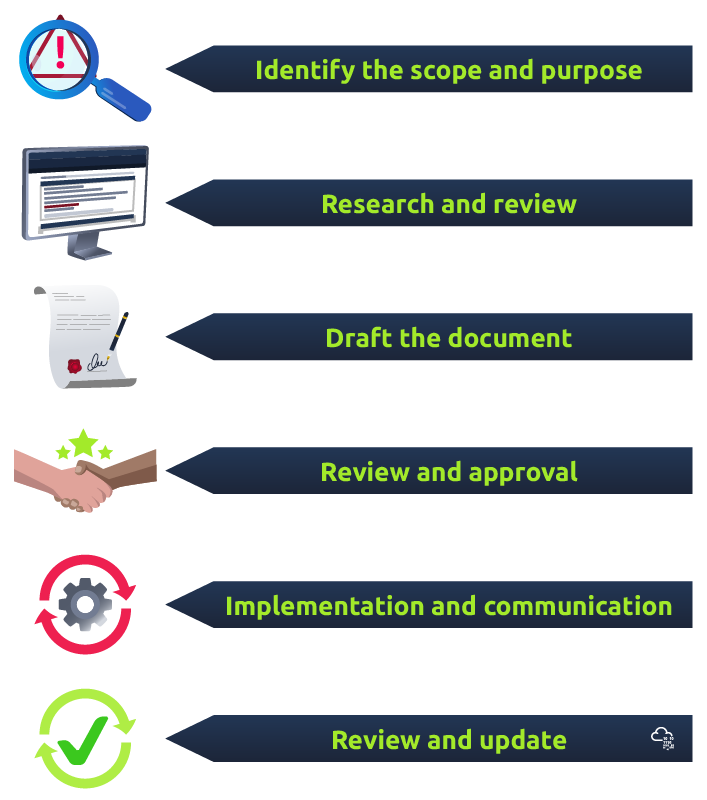 Identify the scope and purpose
Research and review
Draft the document
Review and approval
Implementation and communication
Review and update